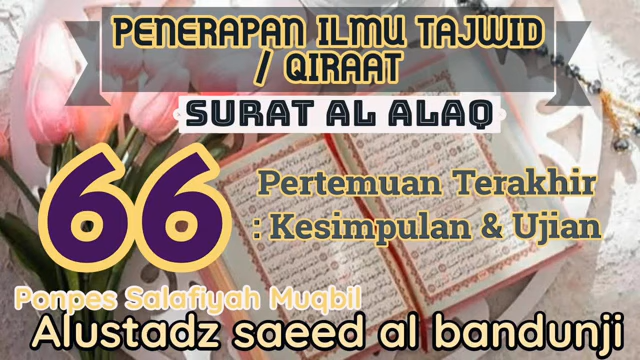 PENERAPAN ILMU TAJWID
/ QIRAAT
SURAT AL ALAQ
66
Pertemuan Terakhir
: Kesimpulan & Ujian
Ponpes Salafiyah Muqbil
Alustadz saeed al bandunji